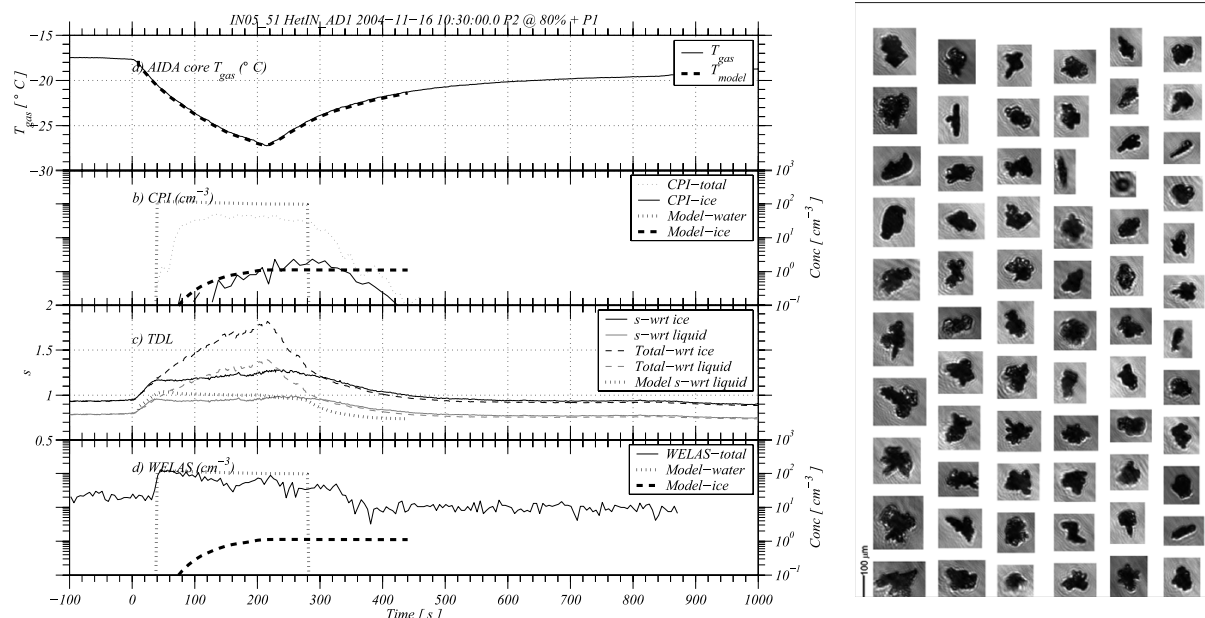 IN05_51 HetIN_AD1 2004−11−16 10:30:00.0 P2 @ 80% + P1
−15
−20
−25
−30
T gas [ ° C]
a) AIDA core T gas (° C)
T gas
T model
b) CPI (cm−3)
CPI−total
CPI−ice
Model−water
Model−ice
10^3
10^2
10^1
10^0
10^−1
Conc [ cm−3]
2
1.5
1
0.5
s
c) TDL
s−wrt ice
s−wrt liquid
Total−wrt ice
Total−wrt liquid
Model s−wrt liquid
d) WELAS (cm−3)
WELAS−total
Model−water
Model−ice
10^3
10^2
10^1
10^0
10^−1
Conc [ cm−3]
−100 0 100 200 300 400 500 600 700 800 900 1000
Time [ s]
100 µm